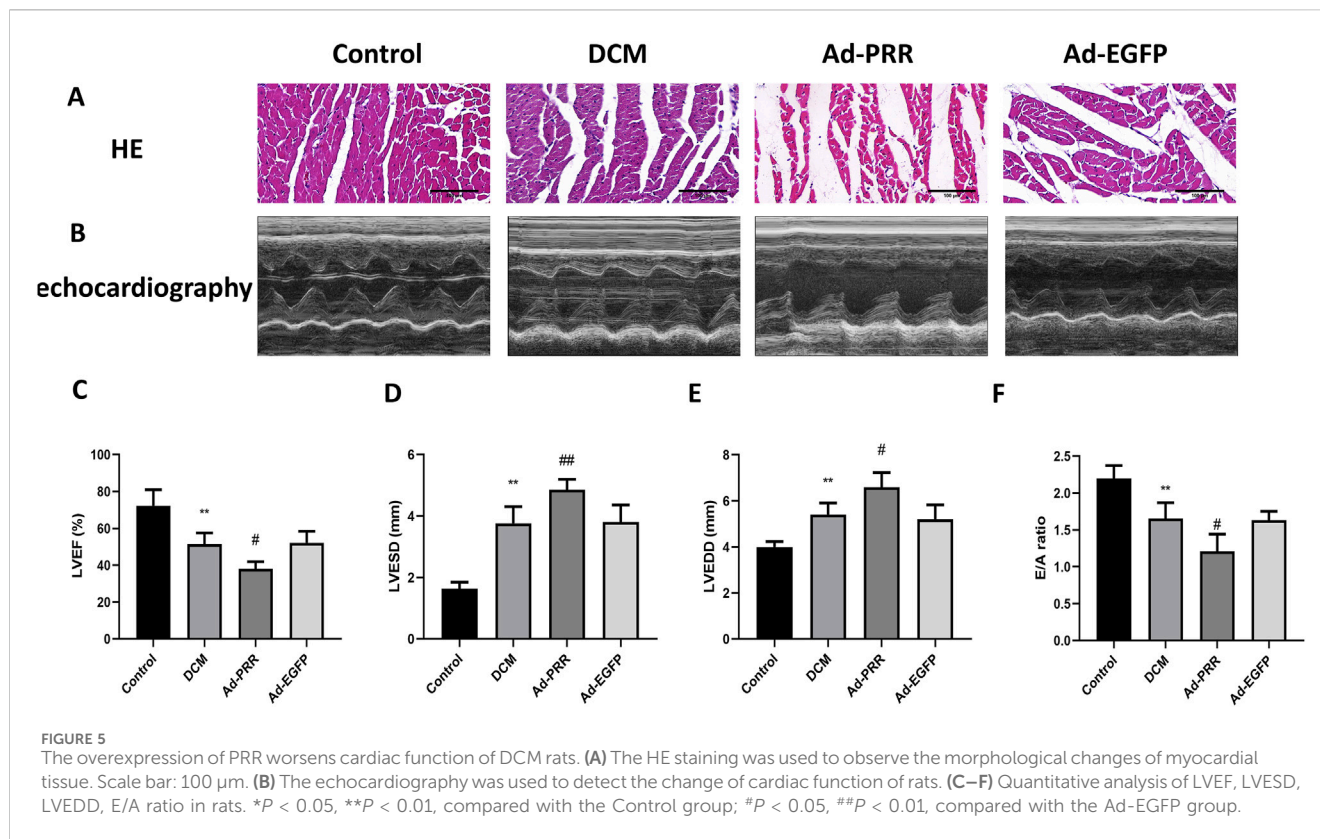 Control DCM Ad-PRR Ad-EGFP
A
HE
100 μm
B
echocardiography
C D E F
LVEF (%)
100
80
60
40
20
0
**
#
Control DCM Ad-PRR Ad-EGFP
LVESD (mm)
6
4
2
0
**
##
Control DCM Ad-PRR Ad-EGFP
LVEDD (mm)
8
6
4
2
0
**
#
Control DCM Ad-PRR Ad-EGFP
E/A ratio
2.5
2.0
1.5
1.0
0.5
0.0
**
#
Control DCM Ad-PRR Ad-EGFP
FIGURE 5
The overexpression of PRR worsens cardiac function of DCM rats. (A) The HE staining was used to observe the morphological changes of myocardial
tissue. Scale bar: 100 μm. (B) The echocardiography was used to detect the change of cardiac function of rats. (C–F) Quantitative analysis of LVEF, LVESD,
LVEDD, E/A ratio in rats. *P < 0.05, **P < 0.01, compared with the Control group; #P < 0.05, ##P < 0.01, compared with the Ad-EGFP group.